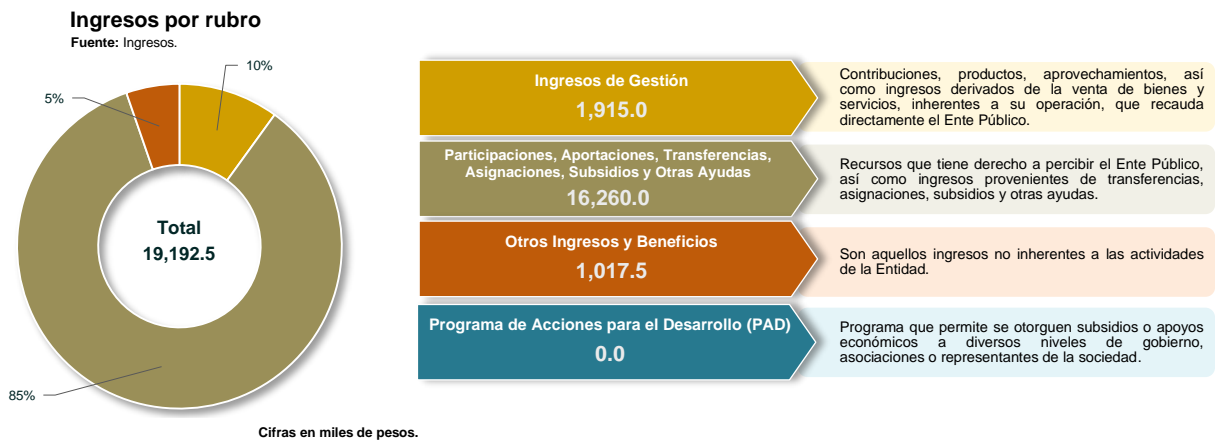 Ingresos por rubro
Fuente: Ingresos.
10%
5%
85%
Total
19,192.5
Ingresos de Gestión
1,915.0
Contribuciones, productos, aprovechamientos, así
como ingresos derivados de la venta de bienes y
servicios, inherentes a su operación, que recauda
directamente el Ente Público.
Participaciones, Aportaciones, Transferencias,
Asignaciones, Subsidios y Otras Ayudas
16,260.0
Recursos que tiene derecho a percibir el Ente Público,
así como ingresos provenientes de transferencias,
asignaciones, subsidios y otras ayudas.
Otros Ingresos y Beneficios
1,017.5
Son aquellos ingresos no inherentes a las actividades
de la Entidad.
Programa de Acciones para el Desarrollo (PAD)
0.0
Programa que permite se otorguen subsidios o apoyos
económicos a diversos niveles de gobierno,
asociaciones o representantes de la sociedad.
Cifras en miles de pesos.